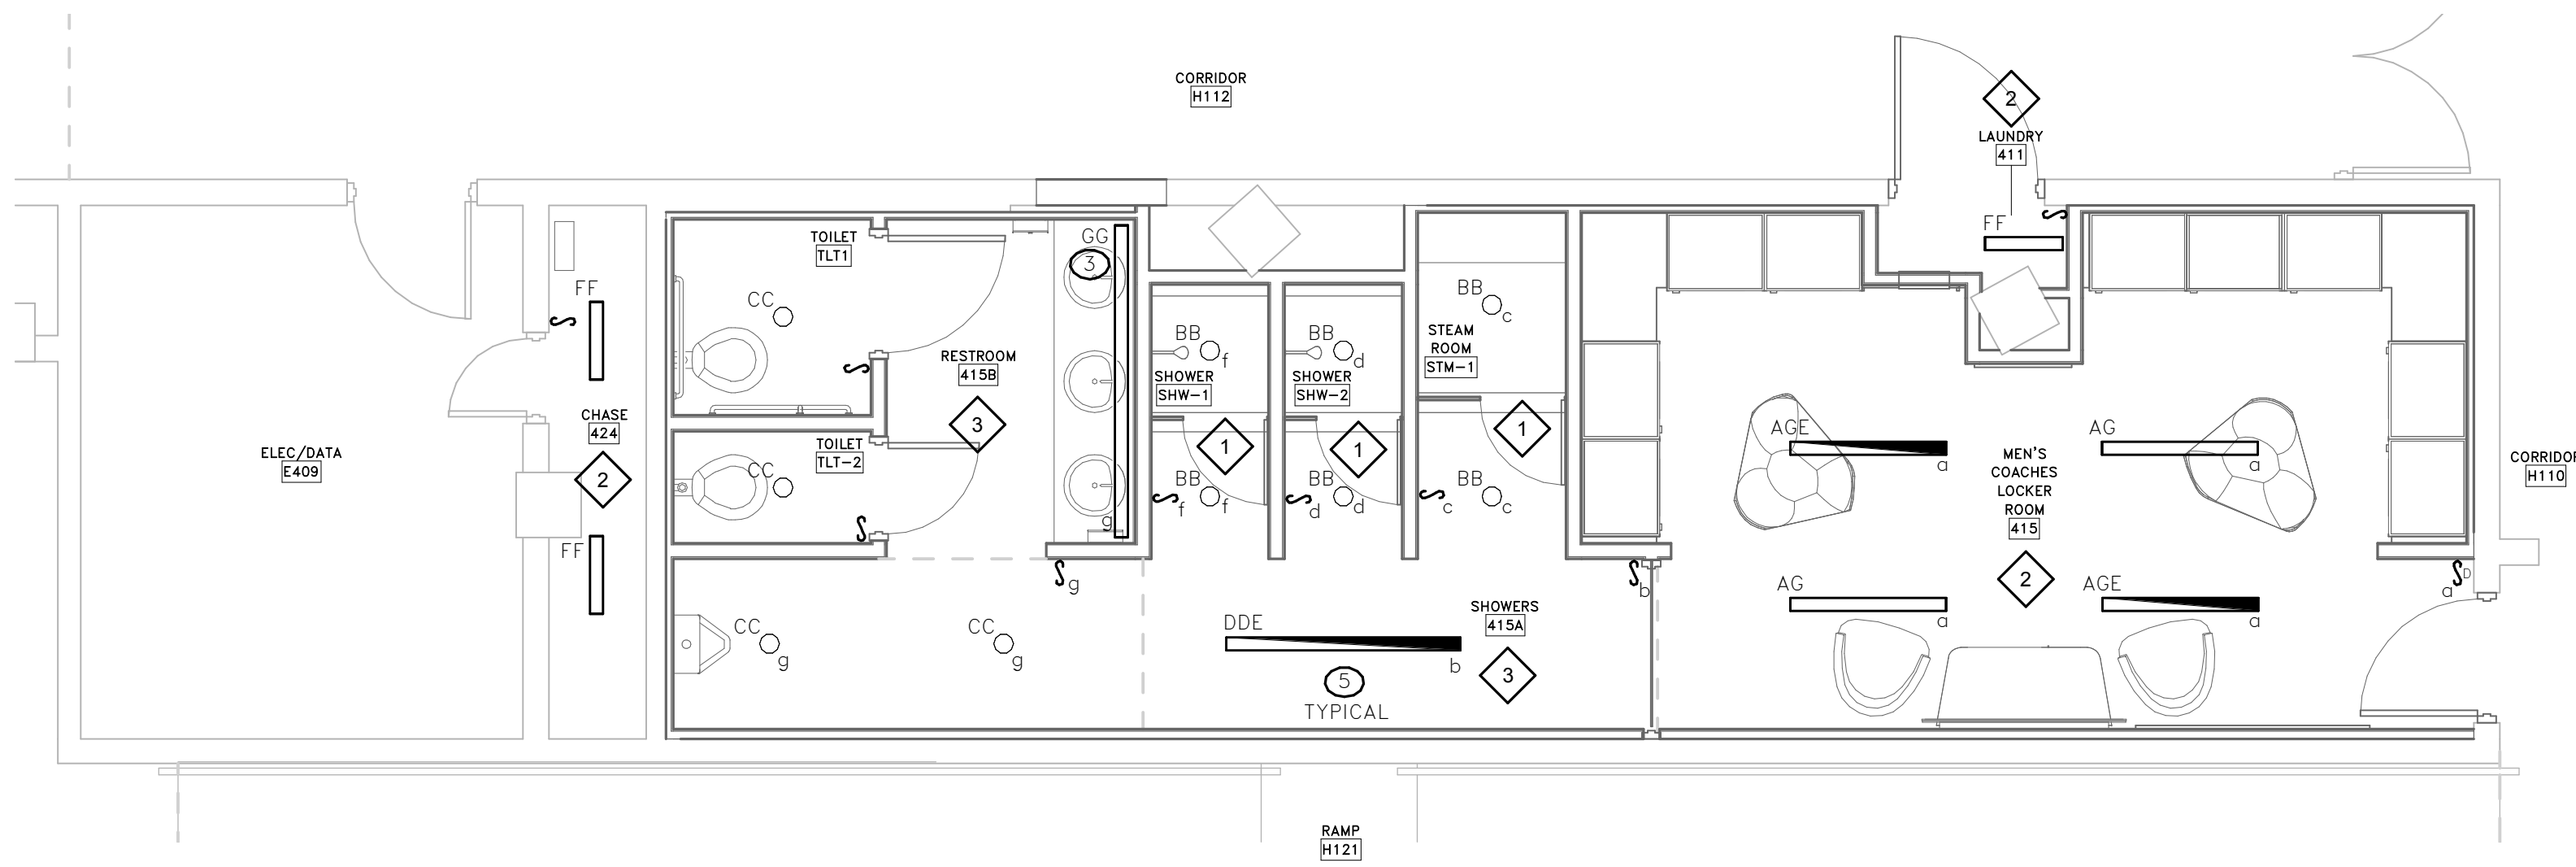 CORRIDOR
H112
2
LAUNDRY
411
FF
S
TOILET
TLT1
GG
3
CC
S
FF
S
RESTROOM
415B
3
BB
f
BB
d
BB
c
SHOWER
SHW-1
SHOWER
SHW-2
STEAM
ROOM
STM-1
1
1
1
CHASE
424
2
ELEC/DATA
E409
TOILET
TLT-2
CC
S
g
BB
f
S
f
BB
d
S
d
BB
c
S
c
AGE
a
AG
a
MEN'S
COACHES
LOCKER
ROOM
415
2
CORRIDOR
H110
FF
S
g
S
b
S
D
a
AG
a
AGE
a
CC
g
CC
g
DDE
b
SHOWERS
415A
3
5
TYPICAL
RAMP
H121